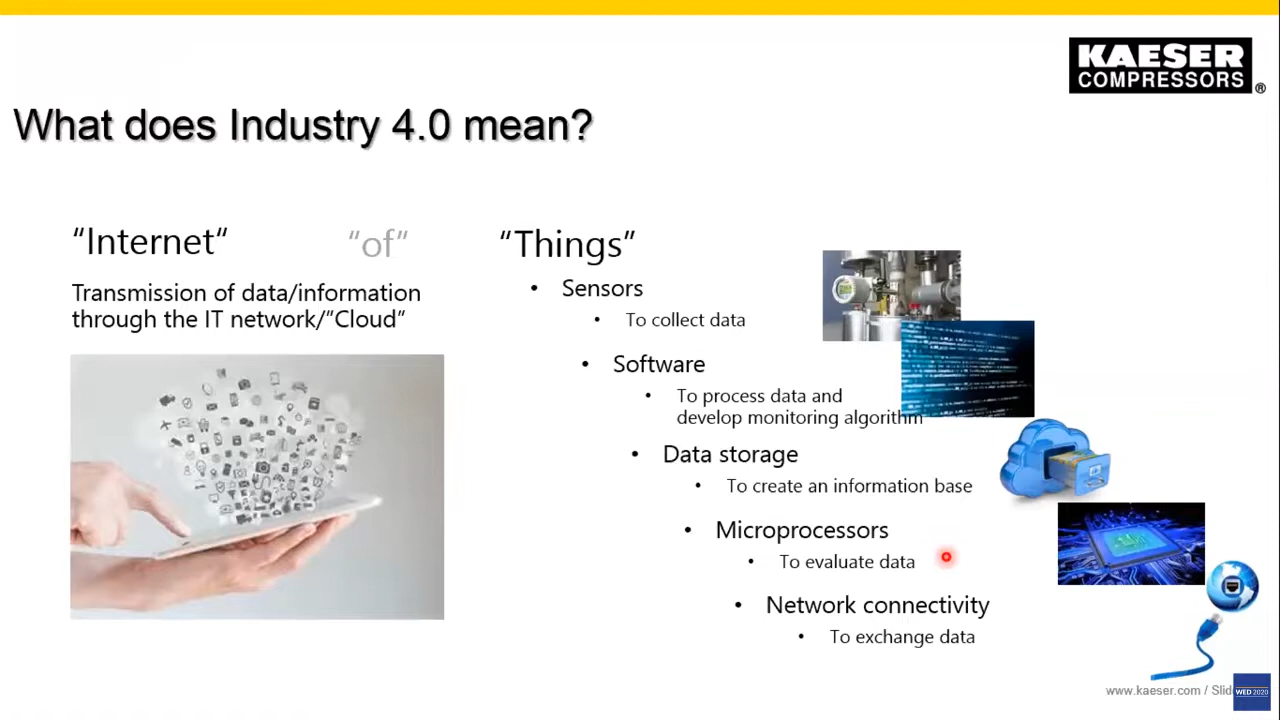 KAESER
COMPRESSORS®
What does Industry 4.0 mean?
“Internet“
“of”
“Things”
Transmission of data/information
through the IT network/“Cloud”
• Sensors
• To collect data
• Software
• To process data and
develop monitoring algorithm
• Data storage
• To create an information base
• Microprocessors
• To evaluate data
• Network connectivity
• To exchange data
www.kaeser.com / Slid
WED 2020